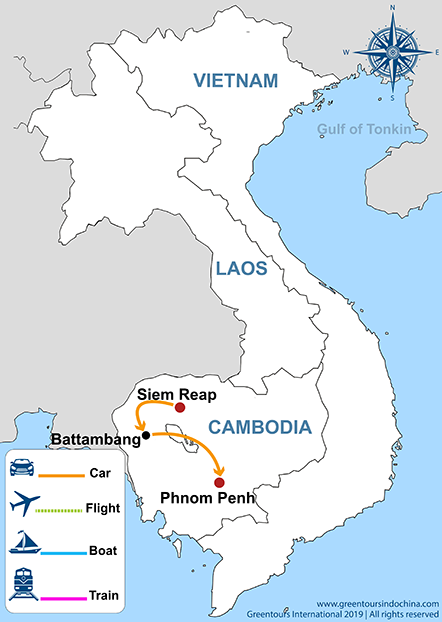 N
W
E
S
VIETNAM
Gulf of Tonkin
LAOS
Siem Reap
CAMBODIA
Battambang
Phnom Penh
Car
Flight
Boat
Train
www.greentoursindochina.com
Greentours International 2019 | All rights reserved